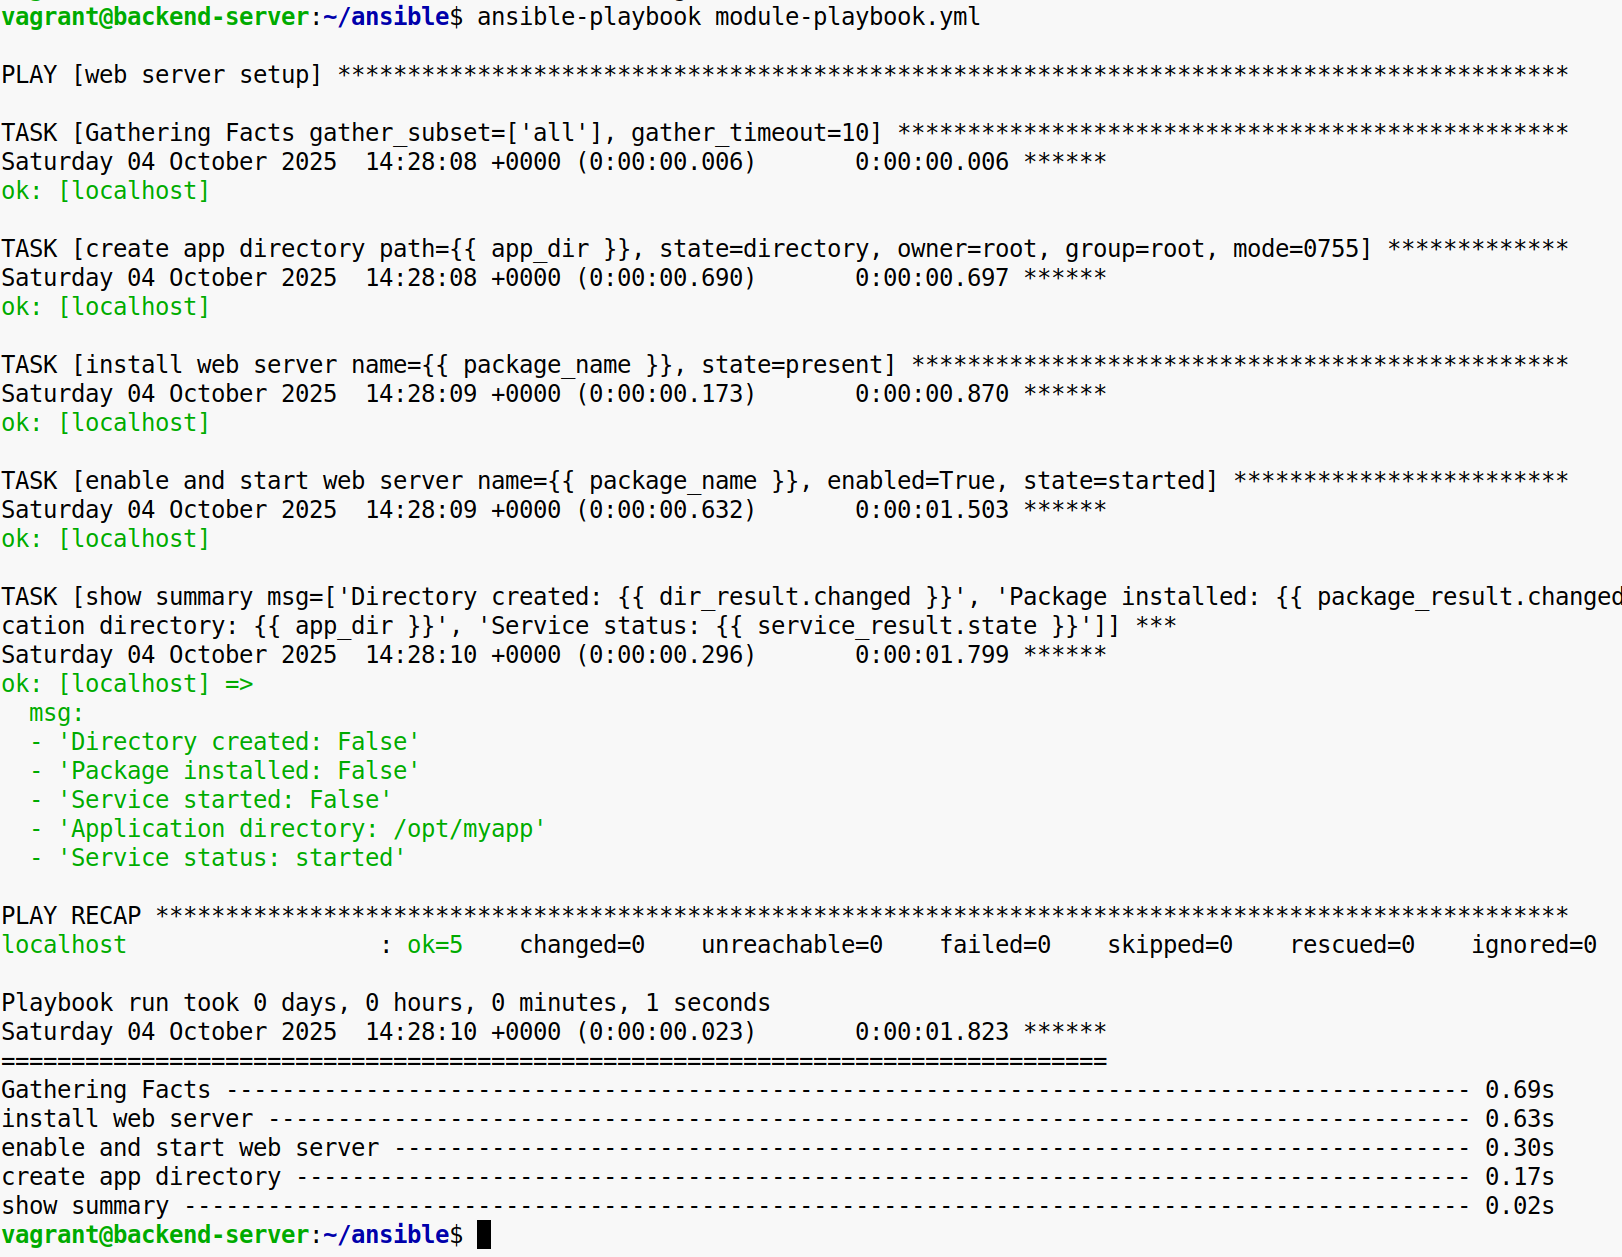 vagrant@backend-server:~/ansible$ ansible-playbook module-playbook.yml
PLAY [web server setup] ****************************************************************************************
TASK [Gathering Facts gather_subset=['all'], gather_timeout=10] ************************************************
Saturday 04 October 2025  14:28:08 +0000 (0:00:00.006)       0:00:00.006 ******
ok: [localhost]
TASK [create app directory path={{ app_dir }}, state=directory, owner=root, group=root, mode=0755] *************
Saturday 04 October 2025  14:28:08 +0000 (0:00:00.690)       0:00:00.697 ******
ok: [localhost]
TASK [install web server name={{ package_name }}, state=present] ***********************************************
Saturday 04 October 2025  14:28:09 +0000 (0:00:00.173)       0:00:00.870 ******
ok: [localhost]
TASK [enable and start web server name={{ package_name }}, enabled=True, state=started] ************************
Saturday 04 October 2025  14:28:09 +0000 (0:00:00.632)       0:00:01.503 ******
ok: [localhost]
TASK [show summary msg=['Directory created: {{ dir_result.changed }}', 'Package installed: {{ package_result.changed
cation directory: {{ app_dir }}', 'Service status: {{ service_result.state }}']] ***
Saturday 04 October 2025  14:28:10 +0000 (0:00:00.296)       0:00:01.799 ******
ok: [localhost] =>
  msg:
  - 'Directory created: False'
  - 'Package installed: False'
  - 'Service started: False'
  - 'Application directory: /opt/myapp'
  - 'Service status: started'
PLAY RECAP *****************************************************************************************************
localhost                  : ok=5    changed=0    unreachable=0    failed=0    skipped=0    rescued=0    ignored=0
Playbook run took 0 days, 0 hours, 0 minutes, 1 seconds
Saturday 04 October 2025  14:28:10 +0000 (0:00:00.023)       0:00:01.823 ******
===============================================================================
Gathering Facts ----------------------------------------------------------------------------------------- 0.69s
install web server -------------------------------------------------------------------------------------- 0.63s
enable and start web server ----------------------------------------------------------------------------- 0.30s
create app directory ------------------------------------------------------------------------------------ 0.17s
show summary -------------------------------------------------------------------------------------------- 0.02s
vagrant@backend-server:~/ansible$